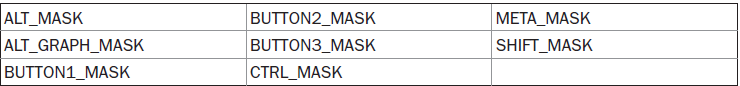 ALT_MASK BUTTON2_MASK META_MASK
ALT_GRAPH_MASK BUTTON3_MASK SHIFT_MASK
BUTTON1_MASK CTRL_MASK